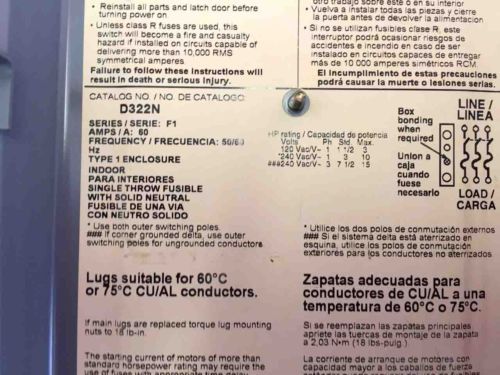 • Reinstall all parts and latch door before
turning power on
• Unless class R fuses are used, this
switch will become a fire and casualty
hazard if installed on circuits capable of
delivering more than 10,000 RMS
symmetrical amperes.
Failure to follow these instructions will
result in death or serious injury.
otro trabajo sobre éste o en su interior
• Vuelva a instalar todas las piezas y cierre
la puerta antes de devolver la alimentación
• Si no se utilizan fusibles clase R, este
interruptor podrá ocasionar riesgos de
accidentes e incendio en caso de ser
instalado en circuitos capaces de entregar
más de 10 000 amperes simétricos RCM.
El incumplimiento de estas precauciones
podrá causar la muerte o lesiones serias.
CATALOG NO. / NO. DE CATALOGO
D322N
SERIES / SERIE: F1
AMPS / A: 60
FREQUENCY / FRECUENCIA: 50/60
Hz
TYPE 1 ENCLOSURE
INDOOR
PARA INTERIORES
SINGLE THROW FUSIBLE
WITH SOLID NEUTRAL
FUSIBLE DE UNA VIA
CON NEUTRO SOLIDO
HP rating / Capacidad de potencia
Volts Ph Std. Max.
120 Vac/V~ 1 1 1/2 3
*240 Vac/V~ 1 3 10
###240 Vac/V~ 3 7 1/2 15
Box
bonding
when
required
Unión a
caja
cuando
fuese
necesario
LINE /
LINEA
LOAD /
CARGA
* Use both outer switching poles.
### If corner grounded delta, use outer
switching poles for ungrounded conductors
* Utilice los dos polos de conmutación externos
### Si el sistema delta está aterrizado en
esquina, utilice los polos de conmutación
exteriores para los conductores no aterrizados
Lugs suitable for 60°C
or 75°C CU/AL conductors.
Zapatas adecuadas para
conductores de CU/AL a una
temperatura de 60°C o 75°C.
If main lugs are replaced torque lug mounting
nuts to 18 lb-in.
Si se reemplazan las zapatas principales
apriete las tuercas de montaje de la zapata
a 2,03 N•m (18 lbs-pulg.)
The starting current of motors of more than
standard horsepower rating may require the
use of fuses with appropriate time delay
La corriente de arranque de motores con
capacidad mayor a los caballos de fuerza